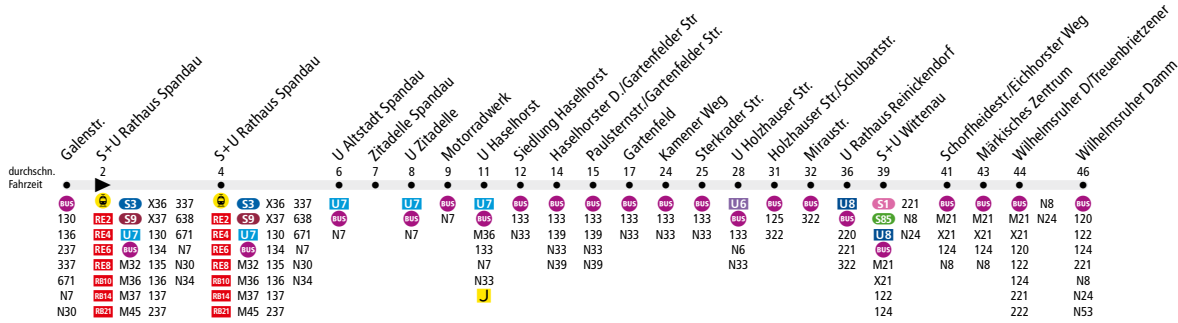 Galenstr.
S+U Rathaus Spandau
S+U Rathaus Spandau
U Altstadt Spandau
Zitadelle Spandau
U Zitadelle
Motorradwerk
U Haselhorst
Siedlung Haselhorst
Haselhorster D./Gartenfelder Str
Paulsternstr./Gartenfelder Str.
Gartenfeld
Kamener Weg
Sterkrader Str.
U Holzhauser Str.
Holzhauser Str./Schubartstr.
Miraustr.
U Rathaus Reinickendorf
S+U Wittenau
Schorfheidestr./Eichhorster Weg
Märkisches Zentrum
Wilhelmsruher D/Treuenbrietzener
Wilhelmsruher Damm
durchschn. 2 4 6 7 8 9 11 12 14 15 17 24 25 28 31 32 36 39 41 43 44 46
Fahrzeit
BUS S3 X36 337 S3 X36 337 U7 U7 BUS U7 BUS BUS BUS BUS BUS BUS U6 BUS BUS U8 S1 221 BUS BUS BUS N8 BUS
130 RE2 S9 X37 638 RE2 S9 X37 638 BUS BUS N7 BUS 133 133 133 133 133 133 BUS 125 322 BUS S85 N8 M21 M21 M21 N24 120
136 RE4 U7 130 671 RE4 U7 130 671 N7 N7 M36 N33 139 139 N33 N33 N33 133 322 220 U8 N24 X21 X21 X21 122
237 RE6 BUS 134 N7 RE6 BUS 134 N7 133 N33 N33 N6 221 BUS 124 124 120 124
337 RE8 M32 135 N30 RE8 M32 135 N30 N7 N39 N39 N33 322 M21 N8 N8 122 221
671 RB10 M36 136 N34 RB10 M36 136 N34 N33 X21 124 N8
N7 RB14 M37 137 RB14 M37 137 J 122 221 N24
N30 RB21 M45 237 RB21 M45 237 124 222 N53